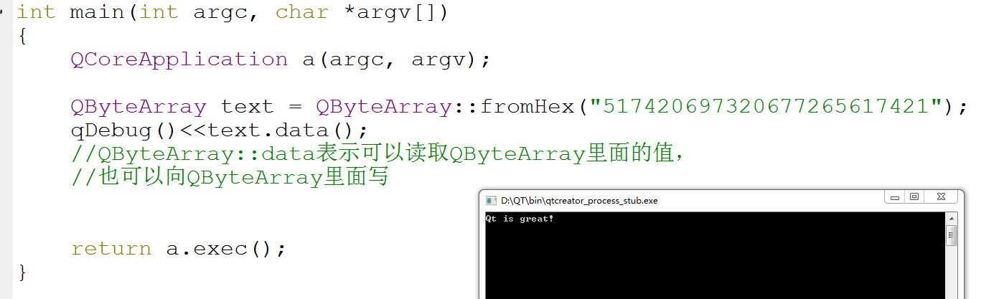 int main(int argc, char *argv[])
{
QCoreApplication a(argc, argv);
QByteArray text = QByteArray::fromHex("517420697320677265617421");
qDebug()<<text.data();
//QByteArray::data表示可以读取QByteArray里面的值,
//也可以向QByteArray里面写
D:\QT\bin\qtcreator_process_stub.exe
Qt is great!
return a.exec();
}